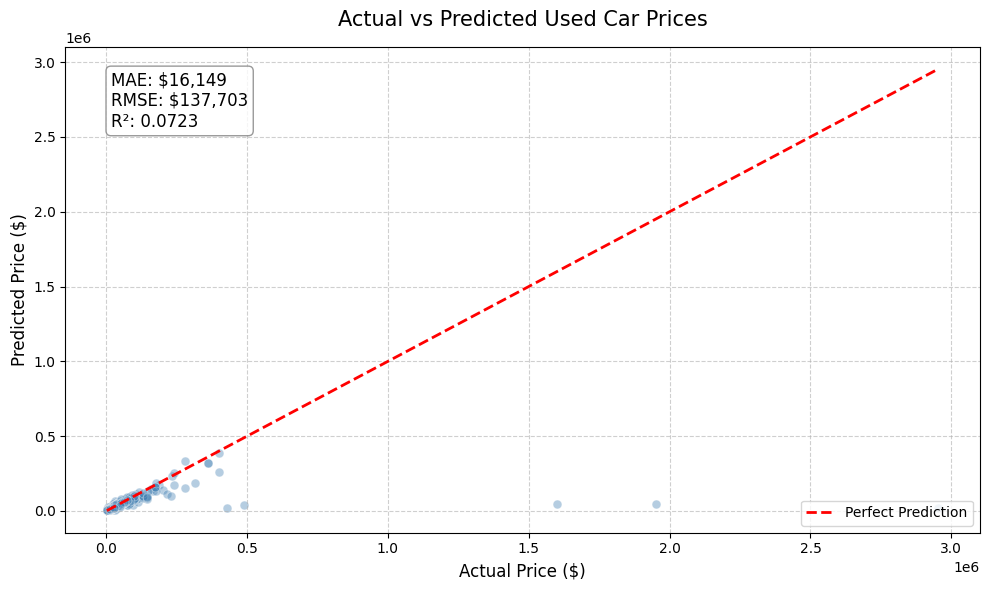 Actual vs Predicted Used Car Prices
1e6
3.0
2.5
2.0
1.5
1.0
0.5
0.0
Predicted Price ($)
MAE: $16,149
RMSE: $137,703
R²: 0.0723
Perfect Prediction
0.0 0.5 1.0 1.5 2.0 2.5 3.0
1e6
Actual Price ($)